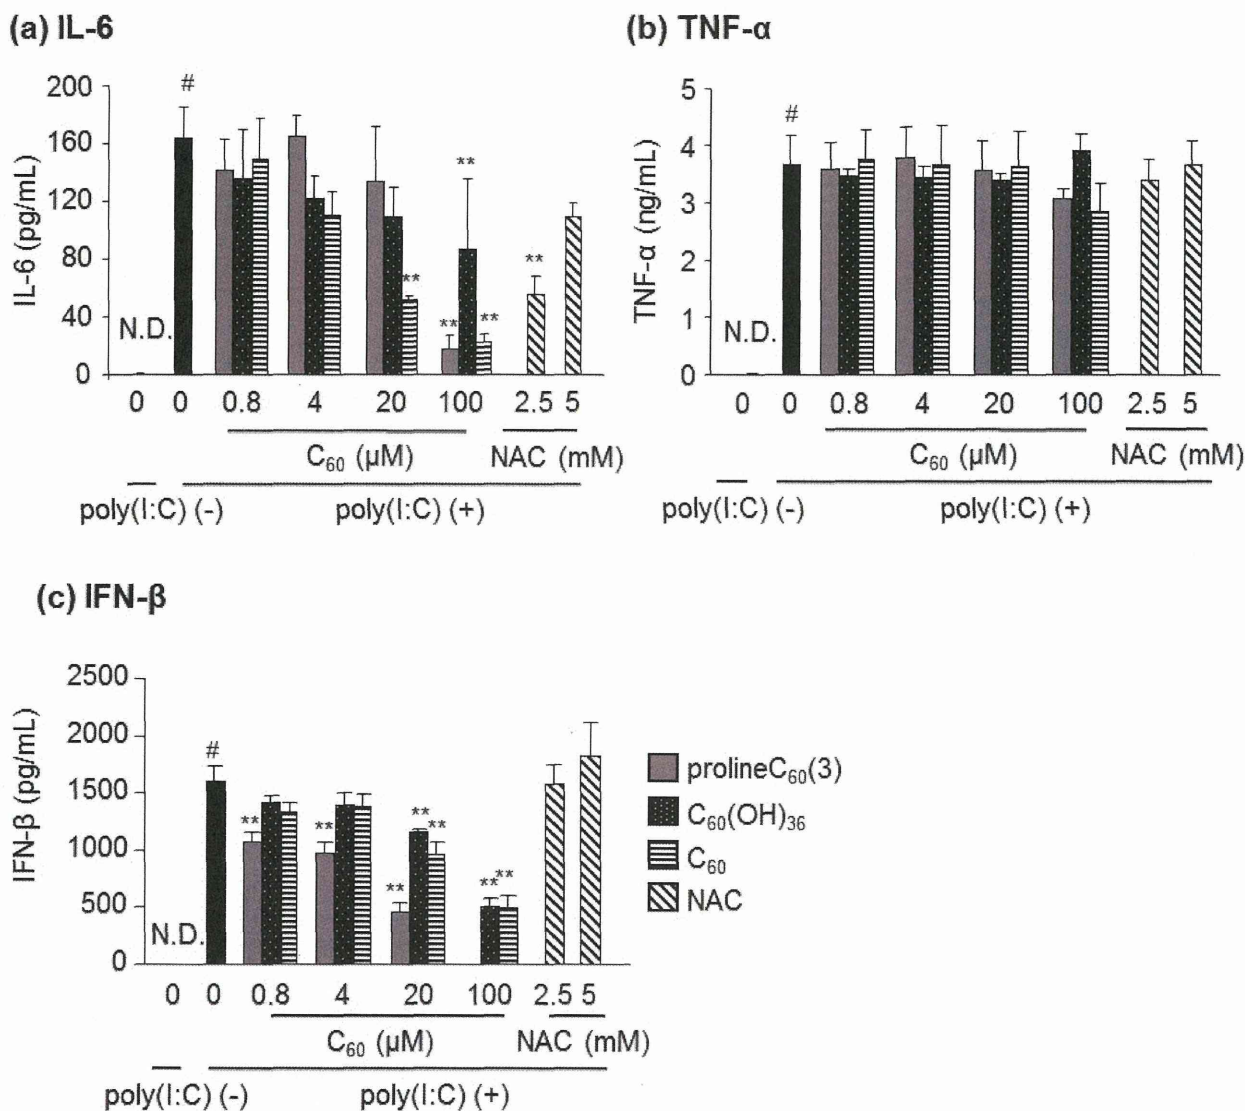 (a) IL-6
IL-6 (pg/mL)
200
160
120
80
40
0
#
N.D.
**
**
**
**
**
0 0 0.8 4 20 100 2.5 5
C60 (µM) NAC (mM)
poly(I:C) (-) poly(I:C) (+)
(b) TNF-α
TNF-α (ng/mL)
5
4
3
2
1
0
#
N.D.
0 0 0.8 4 20 100 2.5 5
C60 (µM) NAC (mM)
poly(I:C) (-) poly(I:C) (+)
(c) IFN-β
IFN-β (pg/mL)
2500
2000
1500
1000
500
0
#
N.D.
**
**
**
**
**
**
**
0 0 0.8 4 20 100 2.5 5
C60 (µM) NAC (mM)
poly(I:C) (-) poly(I:C) (+)
prolineC60(3)
C60(OH)36
C60
NAC